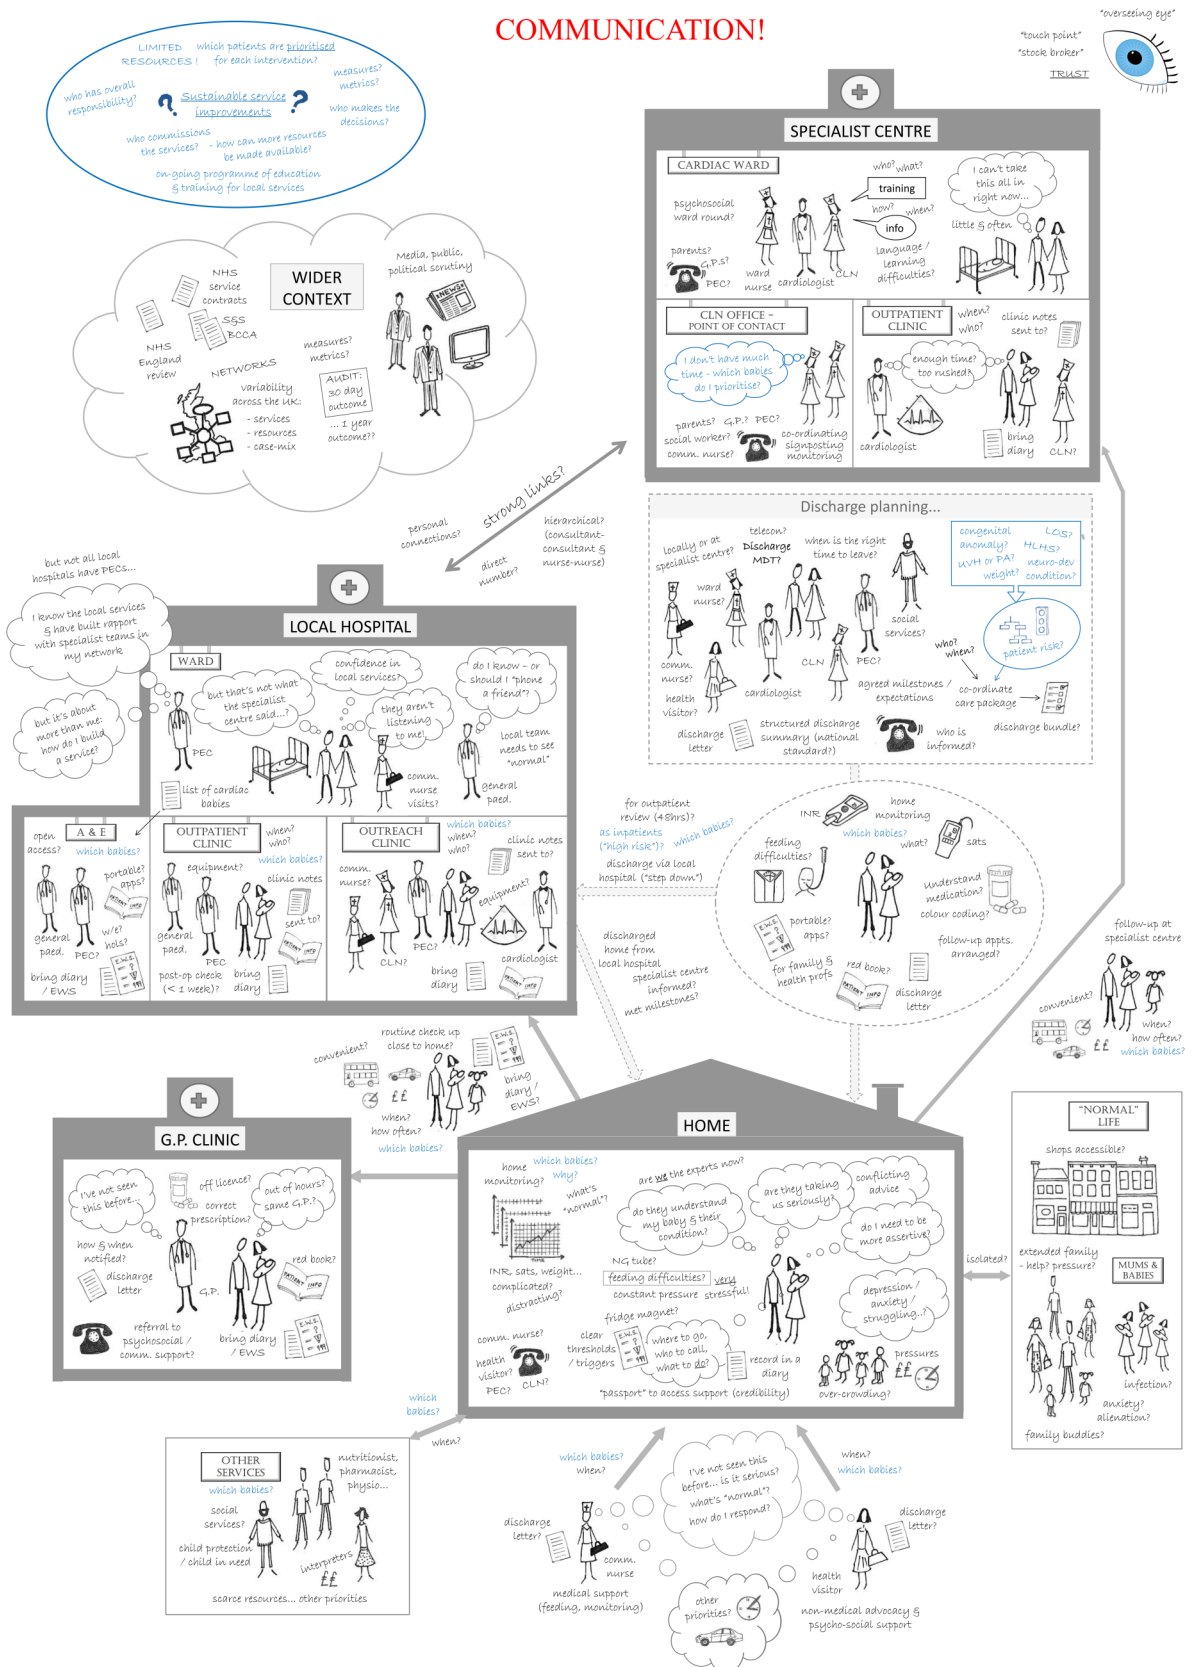 COMMUNICATION!
"overseeing eye"
"touch point"
"stock broker"
TRUST
LIMITED
RESOURCES !
which patients are prioritised
for each intervention?
measures?
metrics?
who has overall
responsibility?
? Sustainable service ?
improvements
who makes the
decisions?
who commissions
the services?
- how can more resources
be made available?
on-going programme of education
& training for local services
WIDER
CONTEXT
Media, public,
political scrutiny
NEWS
NHS
service
contracts
S&S
BCCA
NHS
England
review
NETWORKS
measures?
metrics?
variability
across the UK:
- services
- resources
- case-mix
AUDIT:
30 day
outcome
... 1 year
outcome??
SPECIALIST CENTRE
CARDIAC WARD
who?
what?
training
how?
when?
info
psychosocial
ward round?
parents?
G.P.s?
PEC?
ward
nurse
cardiologist
CLN
language /
learning
difficulties?
I can't take
this all in
right now...
little & often
CLN OFFICE –
POINT OF CONTACT
I don't have much
time - which babies
do I prioritise?
parents? G.P.? PEC?
social worker?
comm. nurse?
co-ordinating
signposting
monitoring
OUTPATIENT
CLINIC
when?
who?
clinic notes
sent to?
enough time?
too rushed?
cardiologist
bring
diary
CLN?
strong links?
personal
connections?
direct
number?
hierarchical?
(consultant-
consultant &
nurse-nurse)
Discharge planning...
locally or at
specialist centre?
telecon?
Discharge
MDT?
when is the right
time to leave?
congenital
anomaly?
LOS?
HLHS?
UVH or PA?
neuro-dev
condition?
weight?
patient risk?
ward
nurse?
comm.
nurse?
health
visitor?
cardiologist
CLN
PEC?
social
services?
who?
when?
agreed milestones /
expectations
co-ordinate
care package
discharge bundle?
discharge
letter
structured discharge
summary (national
standard?)
who is
informed?
but not all local
hospitals have PECs...
I know the local services
& have built rapport
with specialist teams in
my network
but it's about
more than me:
how do I build
a service?
LOCAL HOSPITAL
WARD
PEC
but that's not what
the specialist
centre said...?
confidence in
local services?
they aren't
listening
to me!
do I know – or
should I "phone
a friend"?
local team
needs to see
"normal"
comm.
nurse
visits?
general
paed.
list of cardiac
babies
A & E
open
access?
which babies?
portable?
apps?
PATIENT INFO
general
paed.
PEC?
w/e?
hols?
bring diary
/ EWS
E.W.S.
OUTPATIENT
CLINIC
when?
who?
equipment?
which babies?
clinic notes
sent to?
PATIENT INFO
general
paed.
PEC
post-op check
(< 1 week)?
bring
diary
OUTREACH
CLINIC
which babies?
when?
who?
clinic notes
sent to?
comm.
nurse?
CLN?
PEC?
equipment?
cardiologist
bring
diary
PATIENT INFO
for outpatient
review (48hrs)?
as inpatients
("high risk")?
which babies?
discharge via local
hospital ("step down")
discharged
home from
local hospital
specialist centre
informed?
met milestones?
INR
home
monitoring
which babies?
what?
sats
feeding
difficulties?
understand
medication?
colour coding?
E.W.S.
portable?
apps?
for family &
health profs
red book?
PATIENT INFO
follow-up appts.
arranged?
discharge
letter
follow-up at
specialist centre
convenient?
££
when?
how often?
which babies?
routine check up
close to home?
convenient?
££
when?
how often?
which babies?
E.W.S.
bring
diary /
EWS?
G.P. CLINIC
I've not seen
this before...
off licence?
correct
prescription?
out of hours?
same G.P.?
how & when
notified?
discharge
letter
G.P.
red book?
PATIENT INFO
referral to
psychosocial /
comm. support?
bring diary
/ EWS
E.W.S.
HOME
home
monitoring?
which babies?
why?
what's
"normal"?
INR, sats, weight...
complicated?
distracting?
are we the experts now?
do they understand
my baby & their
condition?
are they taking
us seriously?
conflicting
advice
do I need to be
more assertive?
NG tube?
feeding difficulties?
very
constant pressure
stressful!
depression /
anxiety /
struggling..?
fridge magnet?
clear
thresholds
/ triggers
E.W.S.
where to go,
who to call,
what to do?
record in a
diary
comm. nurse?
health
visitor?
PEC?
CLN?
"passport" to access support (credibility)
pressures
££
over-crowding?
isolated?
"NORMAL"
LIFE
shops accessible?
extended family
- help? pressure?
MUMS &
BABIES
infection?
anxiety?
alienation?
family buddies?
which
babies?
when?
OTHER
SERVICES
which babies?
nutritionist,
pharmacist,
physio...
social
services?
child protection
/ child in need
interpreters
££
scarce resources... other priorities
which babies?
when?
discharge
letter?
comm.
nurse
medical support
(feeding, monitoring)
I've not seen this
before... is it serious?
what's "normal"?
how do I respond?
other
priorities?
when?
which babies?
discharge
letter?
health
visitor
non-medical advocacy &
psycho-social support